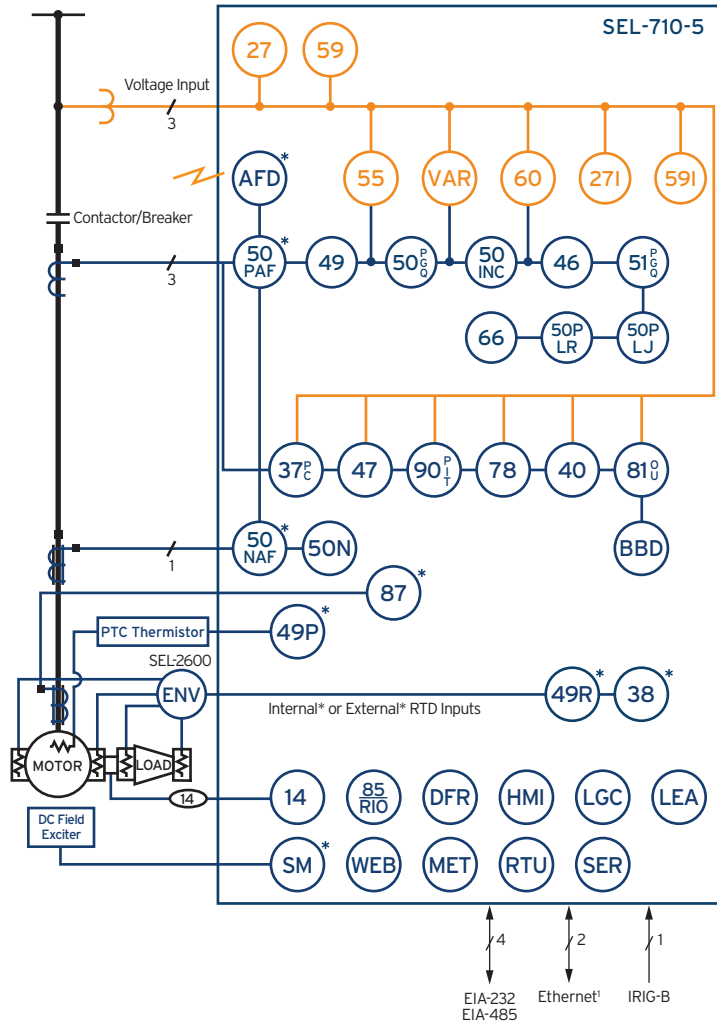 SEL-710-5
27
59
Voltage Input
3
AFD*
55
VAR
60
27I
59I
Contactor/Breaker
3
50
PAF
*
49
50 P
G
Q
50
INC
46
51 P
G
Q
66
50P
LR
50P
LJ
37 P
C
47
90 P
I
T
78
40
81 O
U
1
50
NAF
*
50N
BBD
87*
PTC Thermistor
49P*
SEL-2600
ENV
Internal* or External* RTD Inputs
49R*
38*
MOTOR
LOAD
14
14
85
RIO
DFR
HMI
LGC
LEA
DC Field
Exciter
SM*
WEB
MET
RTU
SER
4
2
1
EIA-232
EIA-485
Ethernet¹
IRIG-B